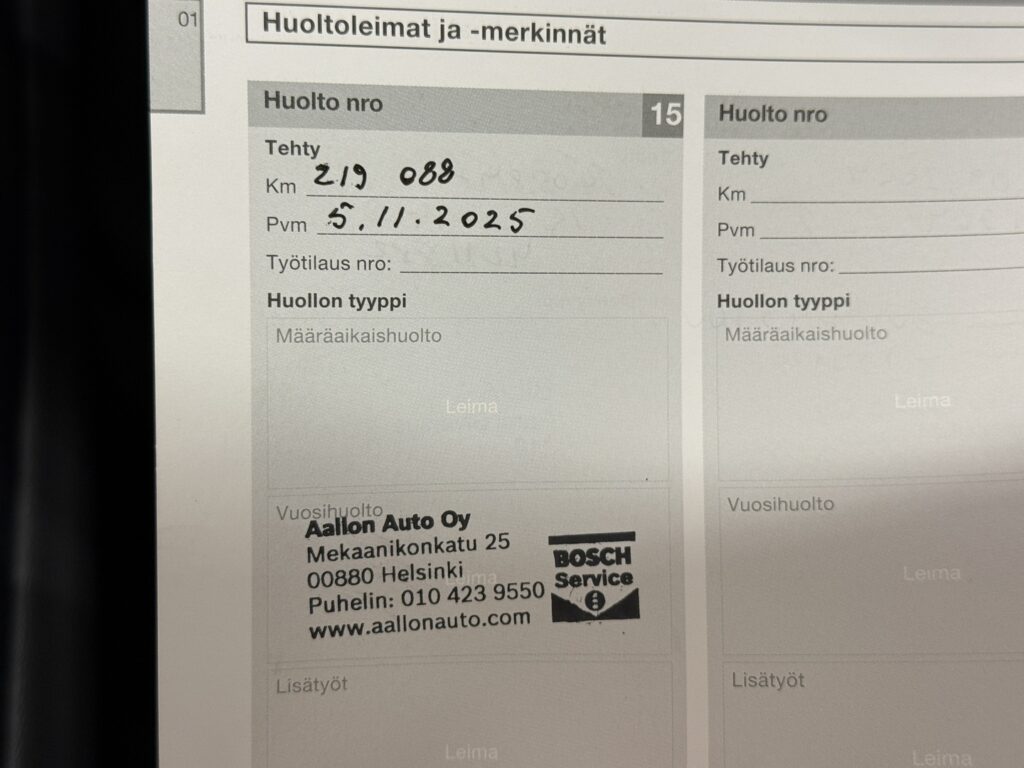 01
Huoltoleimat ja -merkinnät
Huolto nro 15
Tehty
Km 219 088
Pvm 5.11.2025
Työtilaus nro:
Huollon tyyppi
Määräaikaishuolto
Leima
Vuosihuolto
Leima
Aallon Auto Oy
Mekaanikonkatu 25
00880 Helsinki
Puhelin: 010 423 9550
www.aallonauto.com
BOSCH
Service
Lisätyöt
Leima
Huolto nro
Tehty
Km
Pvm
Työtilaus nro:
Huollon tyyppi
Määräaikaishuolto
Leima
Vuosihuolto
Leima
Lisätyöt
Leima